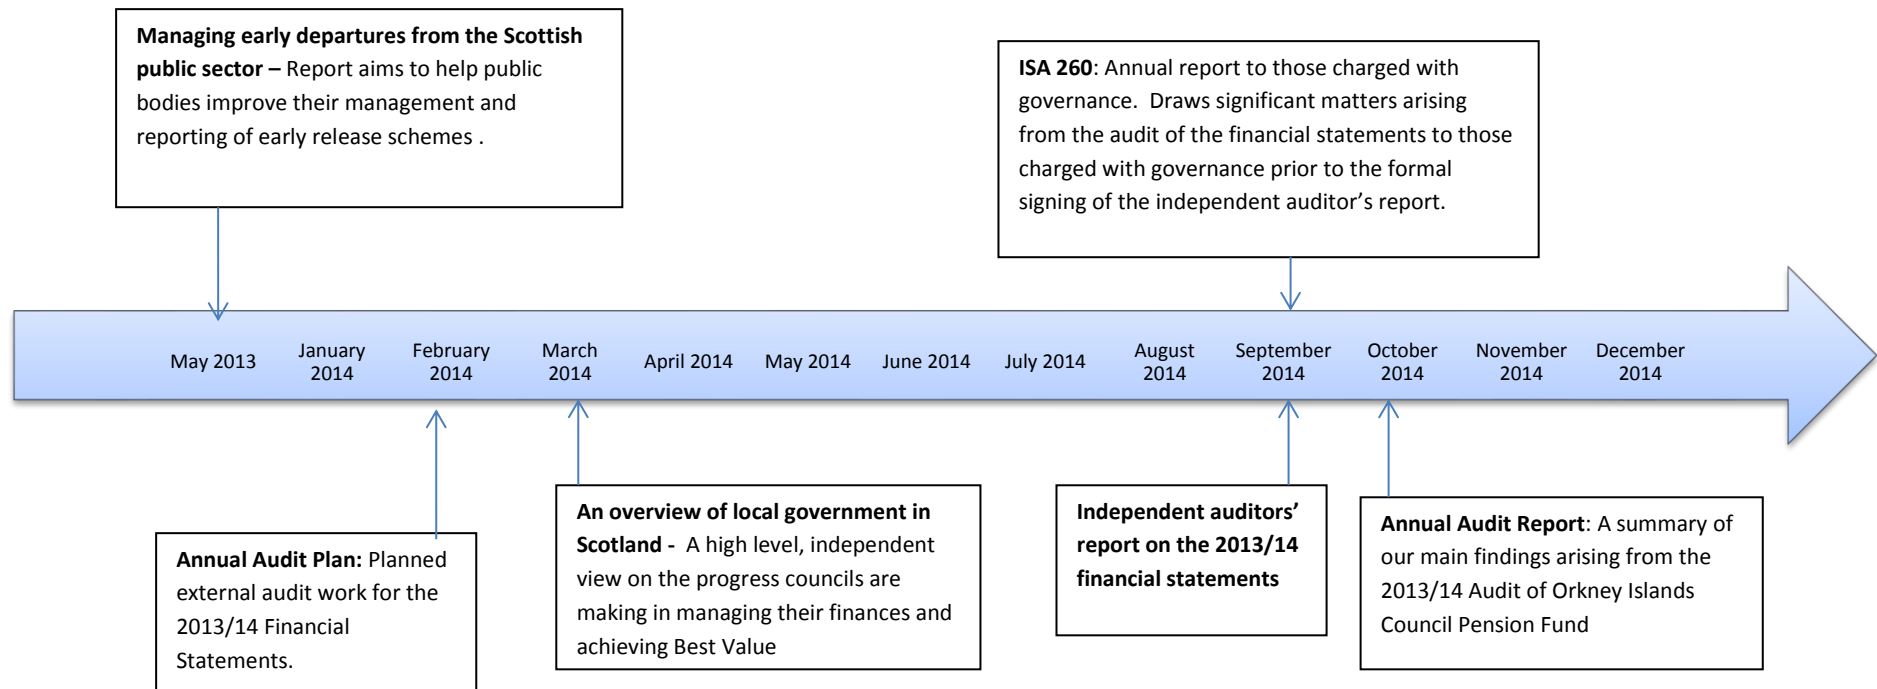 Managing early departures from the Scottish
public sector – Report aims to help public
bodies improve their management and
reporting of early release schemes .
ISA 260: Annual report to those charged with
governance. Draws significant matters arising
from the audit of the financial statements to those
charged with governance prior to the formal
signing of the independent auditor’s report.
May 2013
January
2014
February
2014
March
2014
April 2014
May 2014
June 2014
July 2014
August
2014
September
2014
October
2014
November
2014
December
2014
Annual Audit Plan: Planned
external audit work for the
2013/14 Financial
Statements.
An overview of local government in
Scotland - A high level, independent
view on the progress councils are
making in managing their finances and
achieving Best Value
Independent auditors’
report on the 2013/14
financial statements
Annual Audit Report: A summary of
our main findings arising from the
2013/14 Audit of Orkney Islands
Council Pension Fund